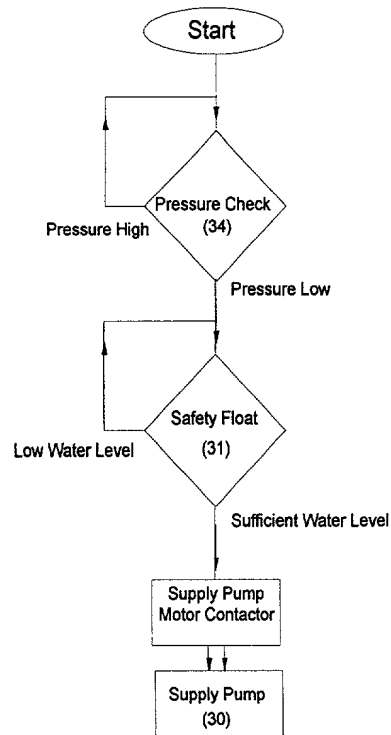 Start
Pressure Check
(34)
Pressure High
Pressure Low
Safety Float
(31)
Low Water Level
Sufficient Water Level
Supply Pump
Motor Contactor
Supply Pump
(30)